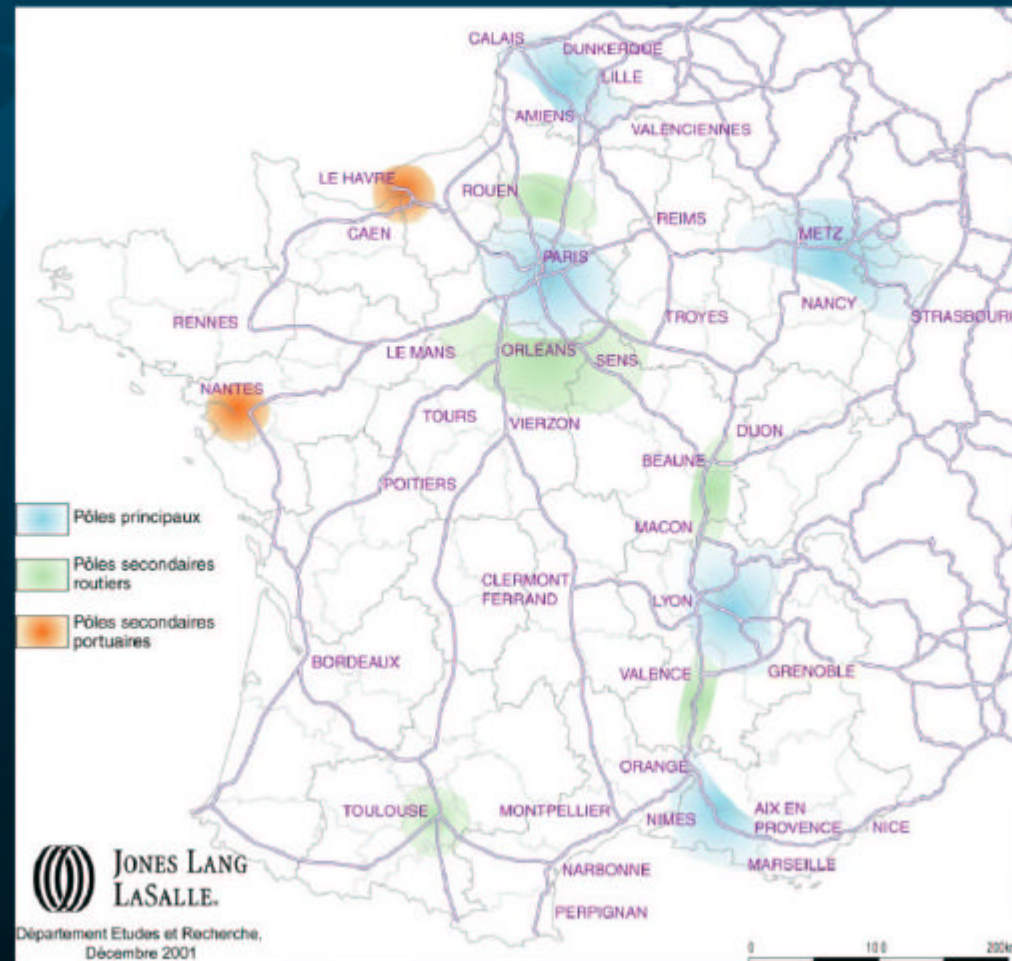 CALAIS
DUNKERQUE
LILLE
AMIENS
VALENCIENNES
LE HAVRE
ROUEN
REIMS
CAEN
METZ
PARIS
NANCY
RENNES
TROYES
STRASBOURG
LE MANS
ORLÉANS
SENS
NANTES
TOURS
VIERZON
DIJON
BEAUNE
POITIERS
Pôles principaux
MACON
Pôles secondaires
routiers
CLERMONT
FERRAND
LYON
Pôles secondaires
portuaires
BORDEAUX
VALENCE
GRENOBLE
ORANGE
TOULOUSE
MONTPELLIER
NIMES
AIX EN
PROVENCE
NICE
MARSEILLE
NARBONNE
PERPIGNAN
JONES LANG
LASALLE.
Département Etudes et Recherche,
Décembre 2001
0 100 200km